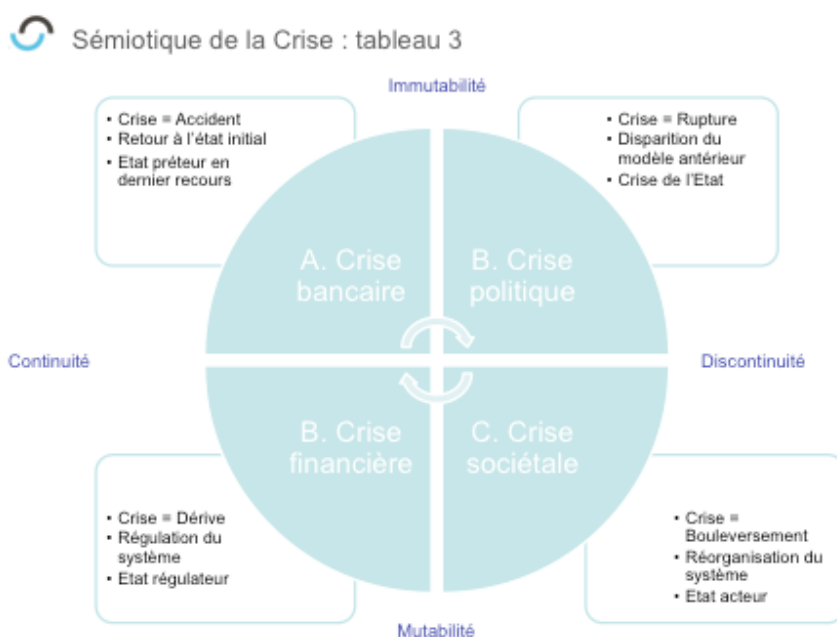 Sémiotique de la Crise : tableau 3
Immutabilité
• Crise = Accident
• Retour à l'état initial
• Etat préteur en
dernier recours
• Crise = Rupture
• Disparition du
modèle antérieur
• Crise de l'Etat
A. Crise
bancaire
B. Crise
politique
Continuité
Discontinuité
B. Crise
financière
C. Crise
sociétale
• Crise = Dérive
• Régulation du
système
• Etat régulateur
• Crise =
Bouleversement
• Réorganisation du
système
• Etat acteur
Mutabilité